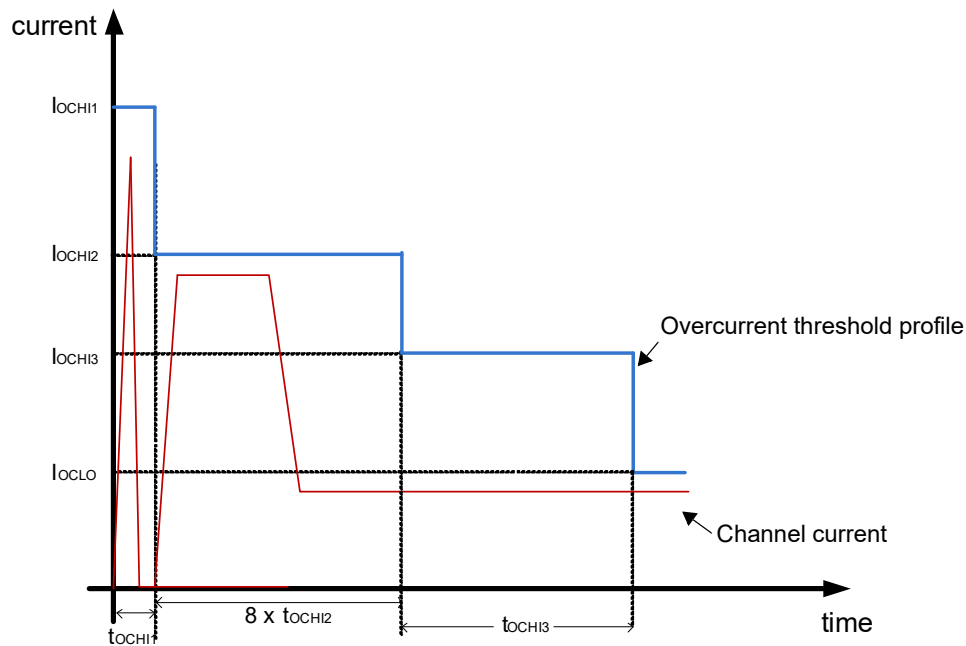 current
IOCHI1
IOCHI2
IOCHI3
Overcurrent threshold profile
IOCLO
Channel current
8 x tOCHI2
tOCHI1
tOCHI3
time